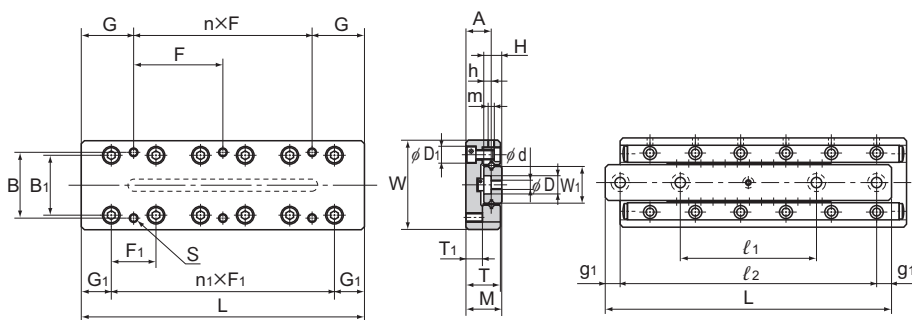 G n×F G
F
B B₁
F₁ S
G₁ n₁×F₁ G₁
L
A
H
h
m
φD₁ φd
W φD W₁
T₁
T
M
ℓ₁
g₁ ℓ₂ g₁
L